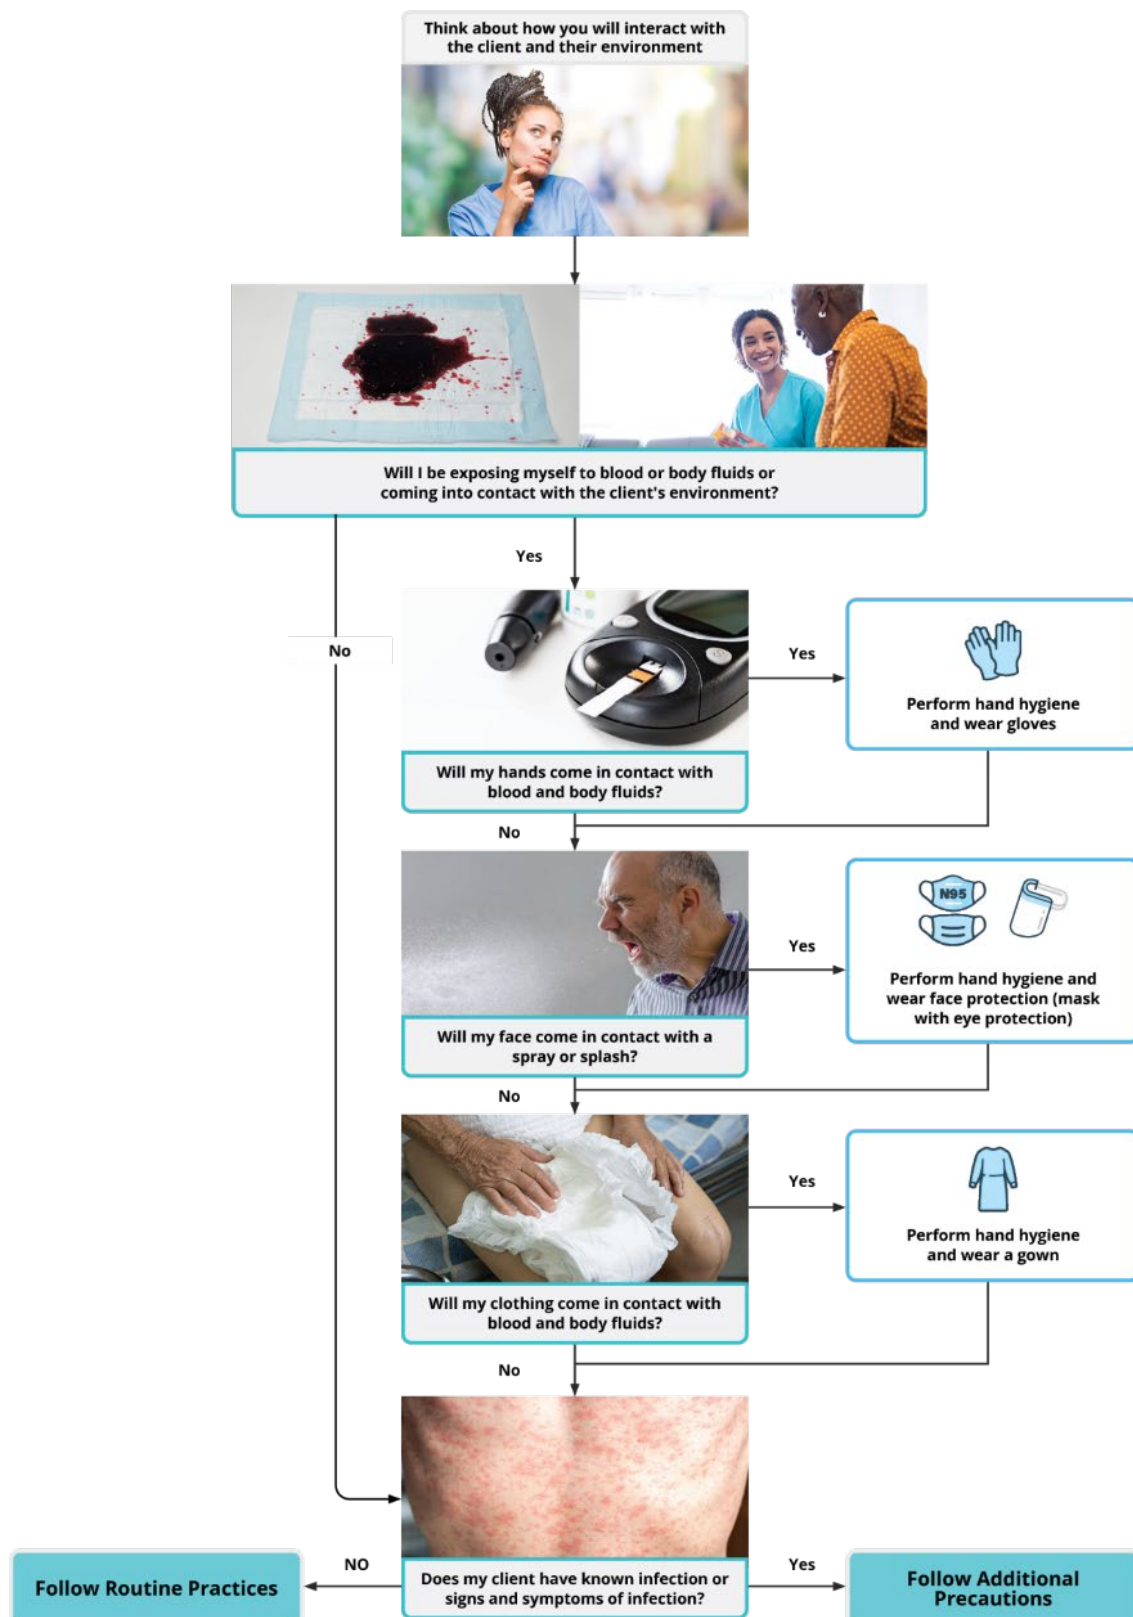 Think about how you will interact with
the client and their environment
Will I be exposing myself to blood or body fluids or
coming into contact with the client's environment?
Yes
No
Yes
Perform hand hygiene
and wear gloves
Will my hands come in contact with
blood and body fluids?
No
N95
Yes
Perform hand hygiene and
wear face protection (mask
with eye protection)
Will my face come in contact with a
spray or splash?
No
Yes
Perform hand hygiene
and wear a gown
Will my clothing come in contact with
blood and body fluids?
No
NO
Yes
Follow Routine Practices
Does my client have known infection or
signs and symptoms of infection?
Follow Additional
Precautions